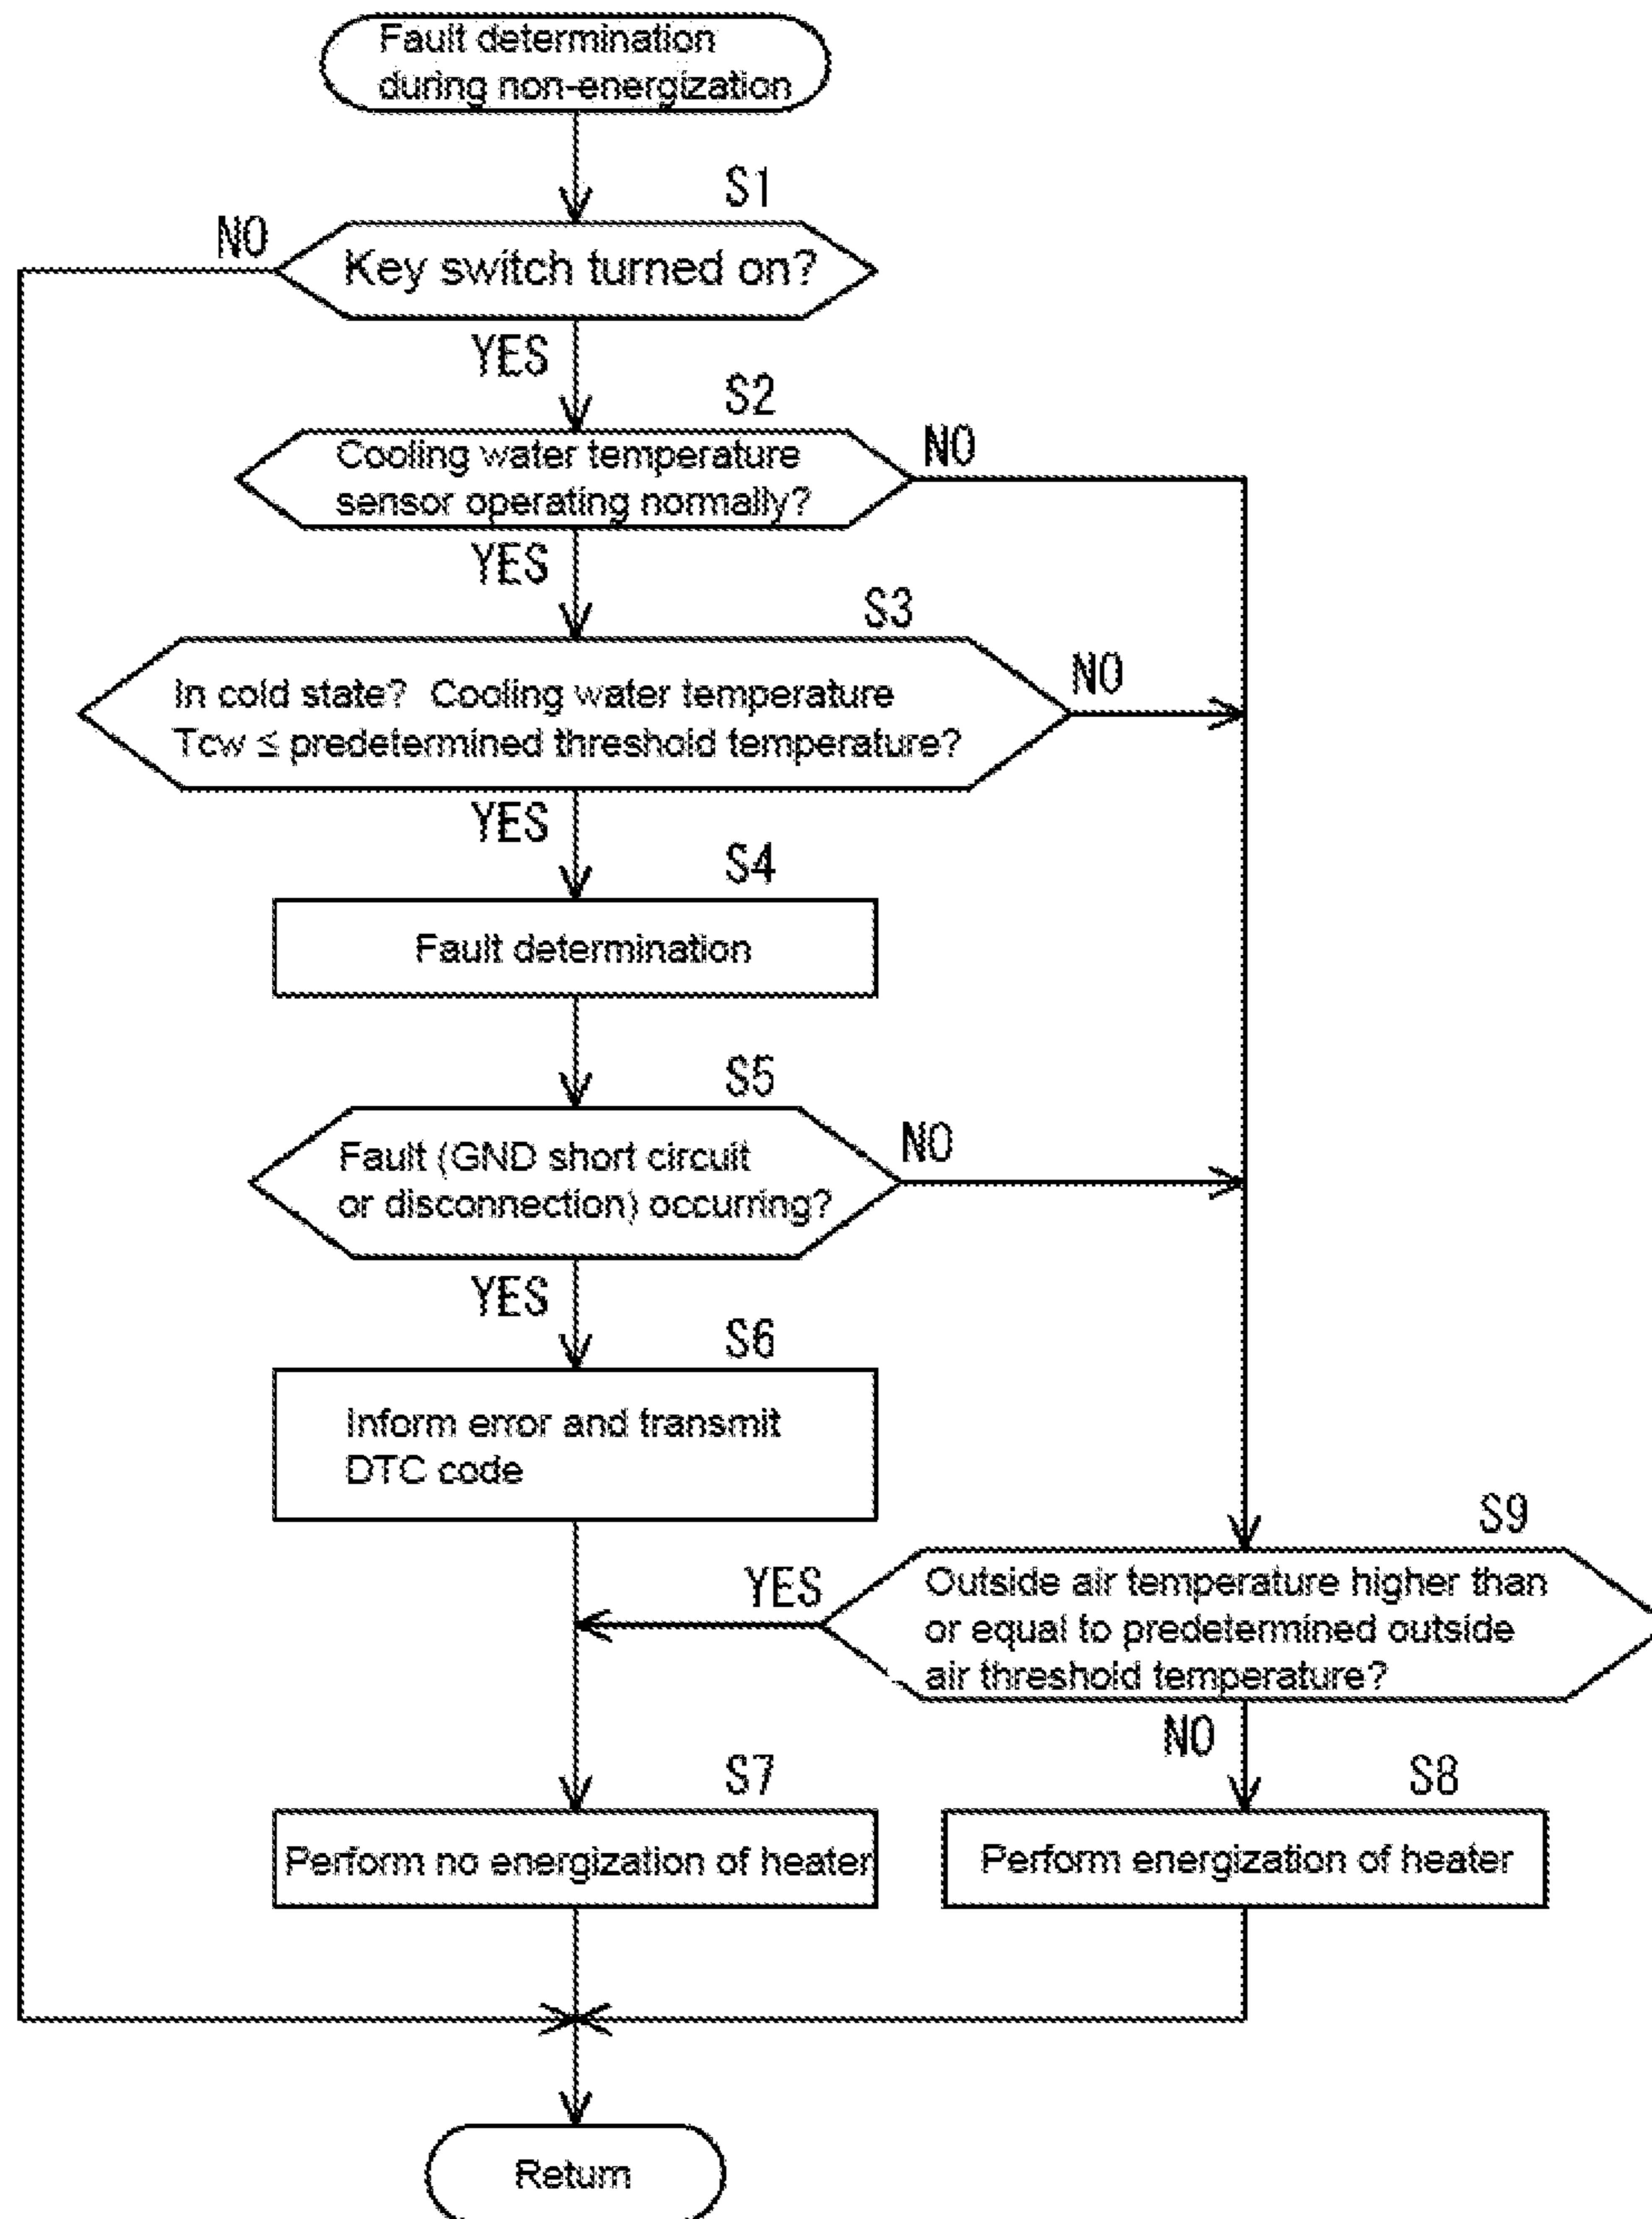 Fault determination
during non-energization
S1
NO
Key switch turned on?
YES
S2
Cooling water temperature
sensor operating normally?
NO
YES
S3
In cold state? Cooling water temperature
Tcw ≤ predetermined threshold temperature?
NO
YES
S4
Fault determination
S5
Fault (GND short circuit
or disconnection) occurring?
NO
YES
S6
Inform error and transmit
DTC code
S9
YES
Outside air temperature higher than
or equal to predetermined outside
air threshold temperature?
NO
S7
S8
Perform no energization of heater
Perform energization of heater
Return